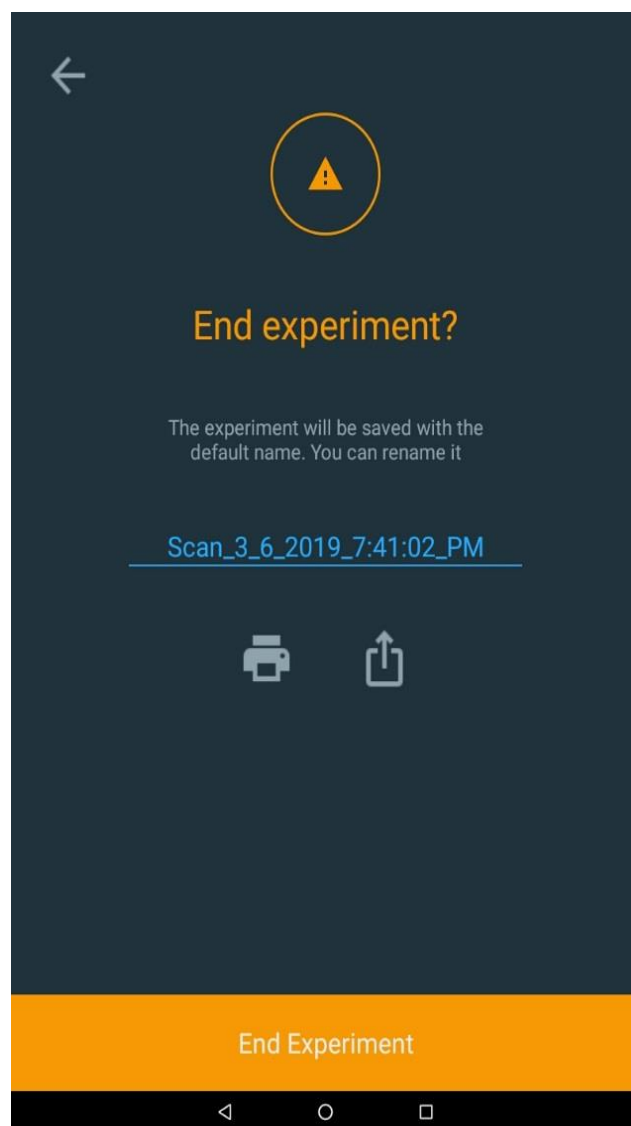 End experiment?
The experiment will be saved with the
default name. You can rename it
Scan_3_6_2019_7:41:02_PM
End Experiment